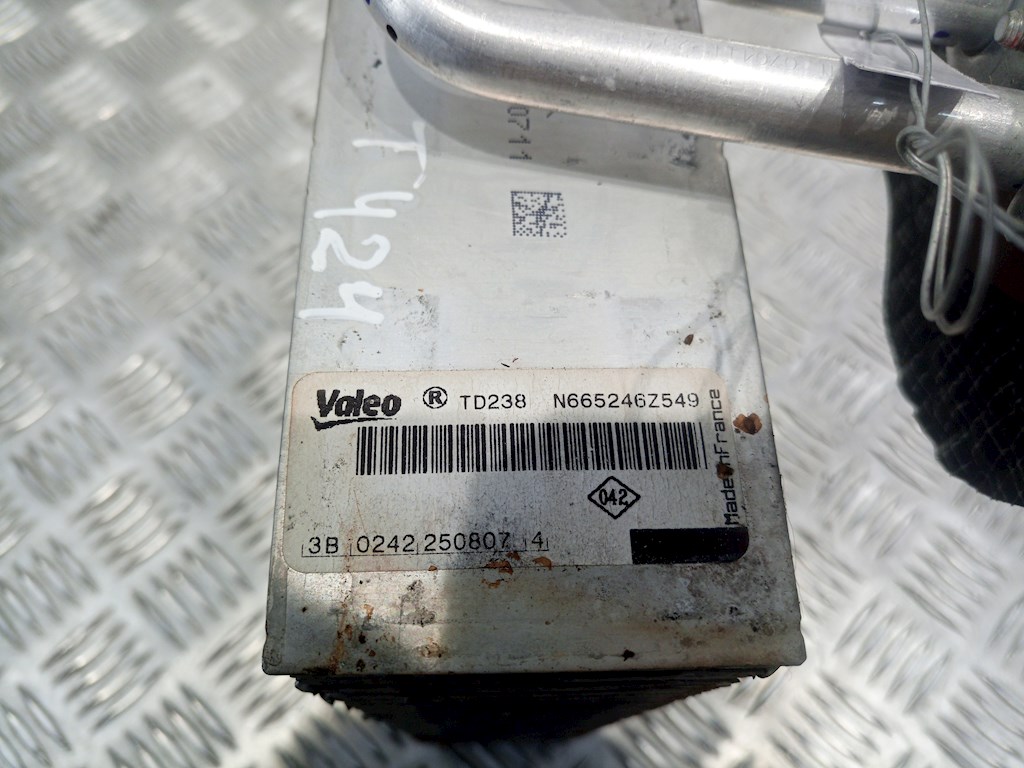 0711
T424
Valeo ® TD238 N665246Z549
Made in France
042
3B 0242 250807 4